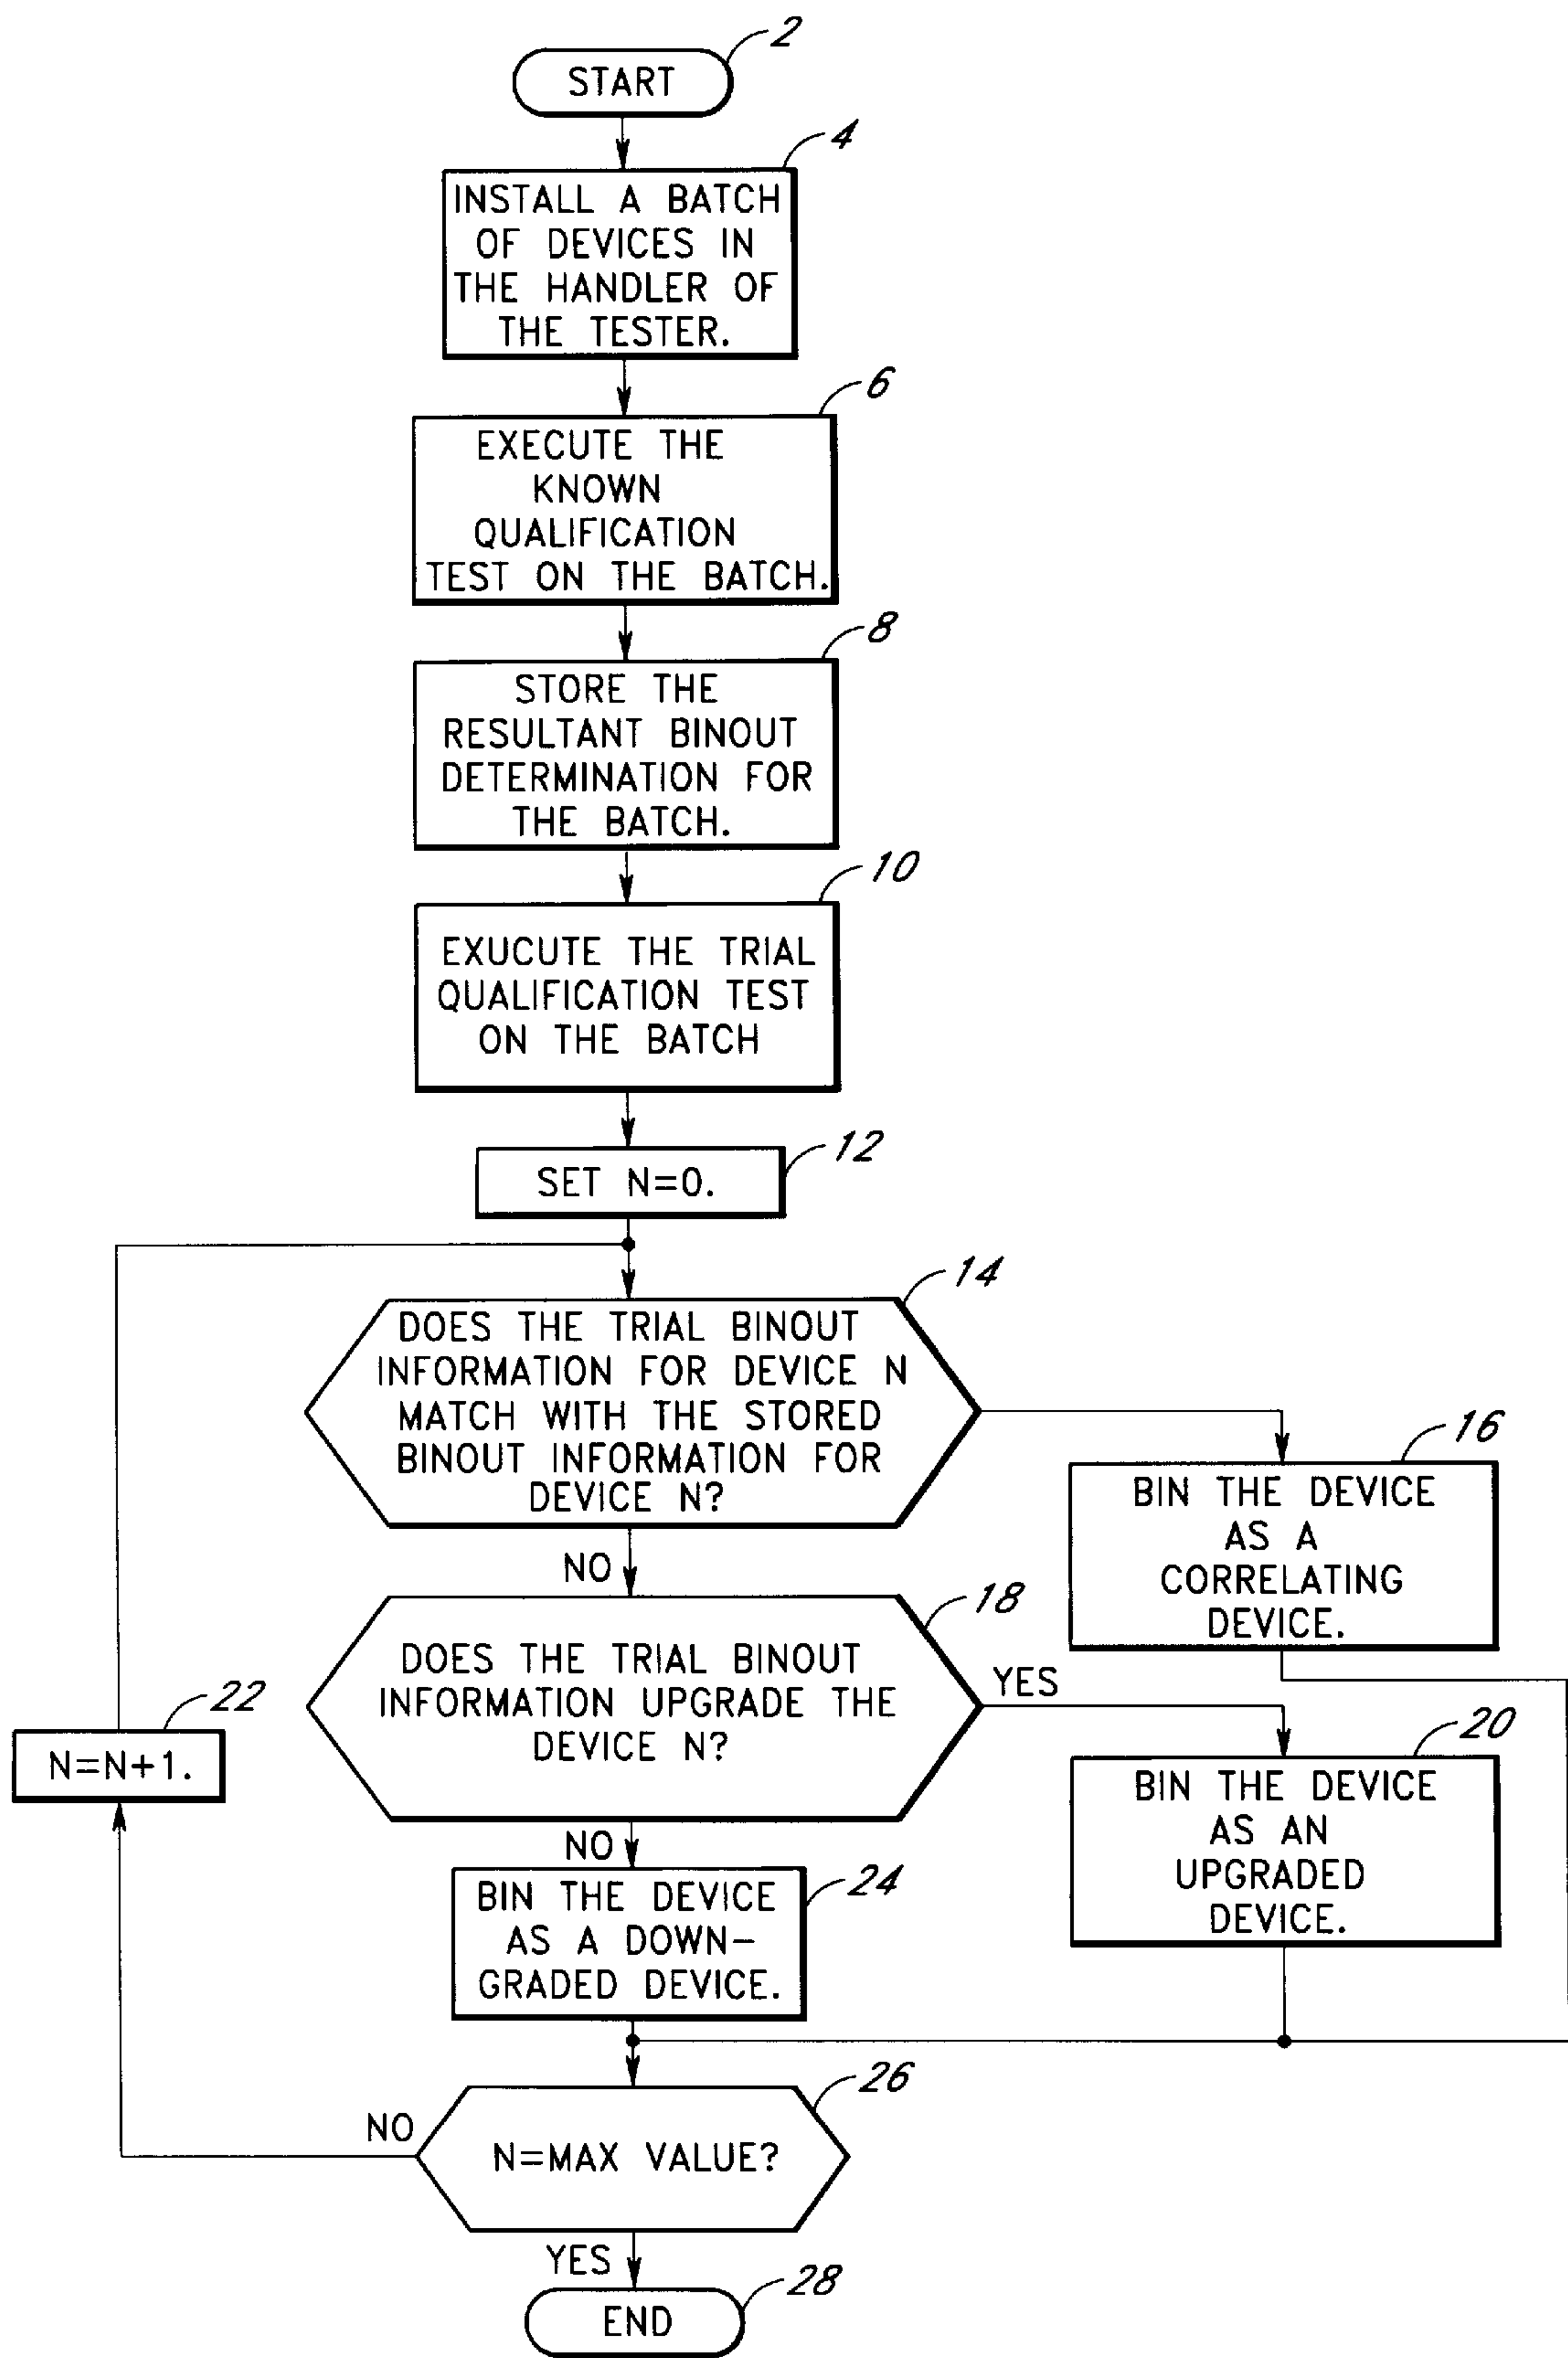 2
START
4
INSTALL A BATCH
OF DEVICES IN
THE HANDLER OF
THE TESTER.
6
EXECUTE THE
KNOWN
QUALIFICATION
TEST ON THE BATCH.
8
STORE THE
RESULTANT BINOUT
DETERMINATION FOR
THE BATCH.
10
EXUCUTE THE TRIAL
QUALIFICATION TEST
ON THE BATCH
12
SET N=0.
14
DOES THE TRIAL BINOUT
INFORMATION FOR DEVICE N
MATCH WITH THE STORED
BINOUT INFORMATION FOR
DEVICE N?
16
BIN THE DEVICE
AS A
CORRELATING
DEVICE.
NO
18
DOES THE TRIAL BINOUT
INFORMATION UPGRADE THE
DEVICE N?
YES
20
BIN THE DEVICE
AS AN
UPGRADED
DEVICE.
22
N=N+1.
NO
24
BIN THE DEVICE
AS A DOWN-
GRADED DEVICE.
26
NO
N=MAX VALUE?
YES
28
END